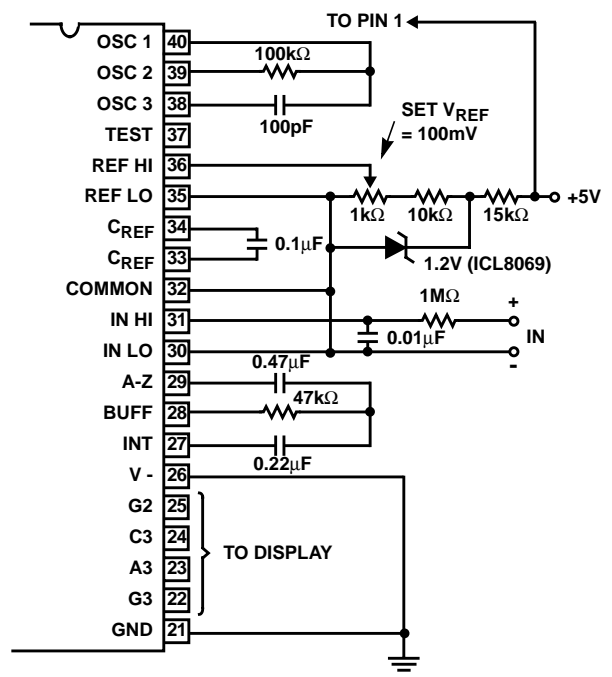 TO PIN 1
OSC 1 40
100kΩ
OSC 2 39
OSC 3 38
100pF
SET VREF
= 100mV
TEST 37
REF HI 36
REF LO 35
1kΩ 10kΩ 15kΩ
+5V
CREF 34
0.1µF
CREF 33
1.2V (ICL8069)
COMMON 32
1MΩ
+
IN HI 31
0.01µF
IN
IN LO 30
-
0.47µF
A-Z 29
47kΩ
BUFF 28
INT 27
0.22µF
V - 26
G2 25
C3 24
TO DISPLAY
A3 23
G3 22
GND 21